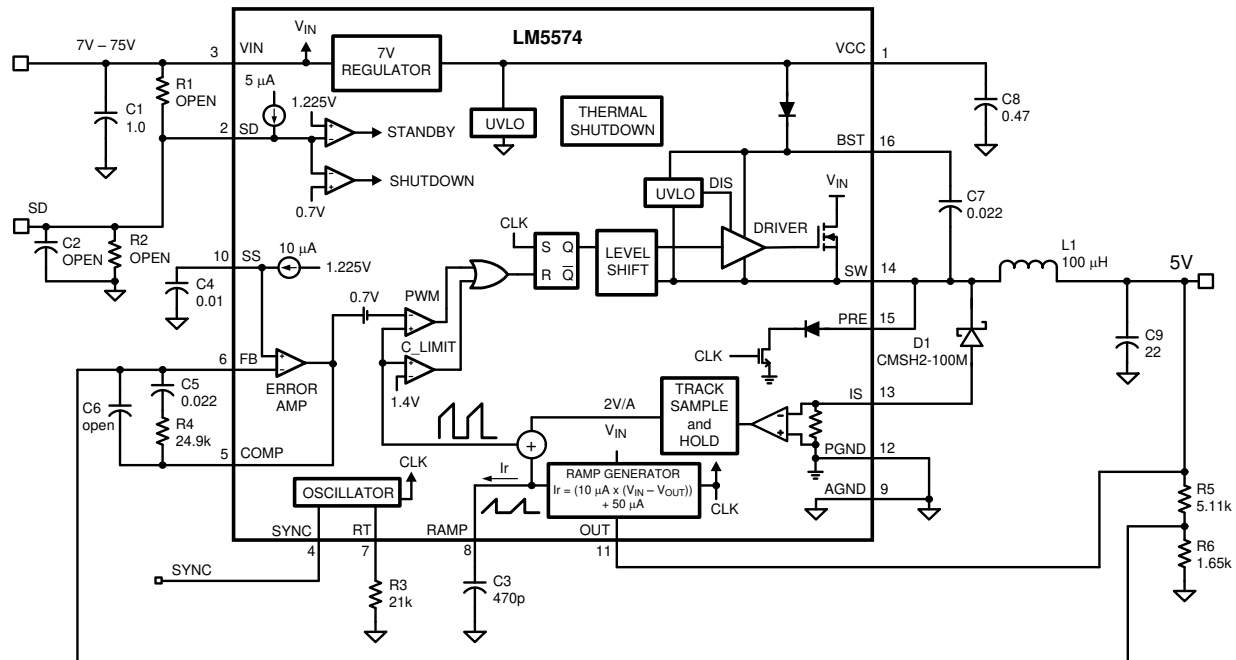 LM5574
7V – 75V
3
VIN
VIN
7V
REGULATOR
VCC
1
R1
OPEN
C1
1.0
5 µA
1.225V
2
SD
STANDBY
UVLO
THERMAL
SHUTDOWN
C8
0.47
SHUTDOWN
0.7V
BST
16
SD
C2
OPEN
R2
OPEN
UVLO
DIS
VIN
DRIVER
C7
0.022
10
SS
10 µA
1.225V
CLK
S
Q
R
Q
LEVEL
SHIFT
SW
14
L1
100 µH
5V
C4
0.01
0.7V
PWM
PRE
15
D1
CMSH2-100M
C9
22
6
FB
C_LIMIT
CLK
1.4V
ERROR
AMP
C5
0.022
C6
open
R4
24.9k
5
COMP
2V/A
TRACK
SAMPLE
and
HOLD
IS
13
VIN
PGND
12
CLK
OSCILLATOR
Ir
RAMP GENERATOR
Ir = (10 µA x (VIN – VOUT))
+ 50 µA
CLK
AGND
9
R5
5.11k
SYNC
4
RT
7
RAMP
8
OUT
11
R6
1.65k
SYNC
R3
21k
C3
470p